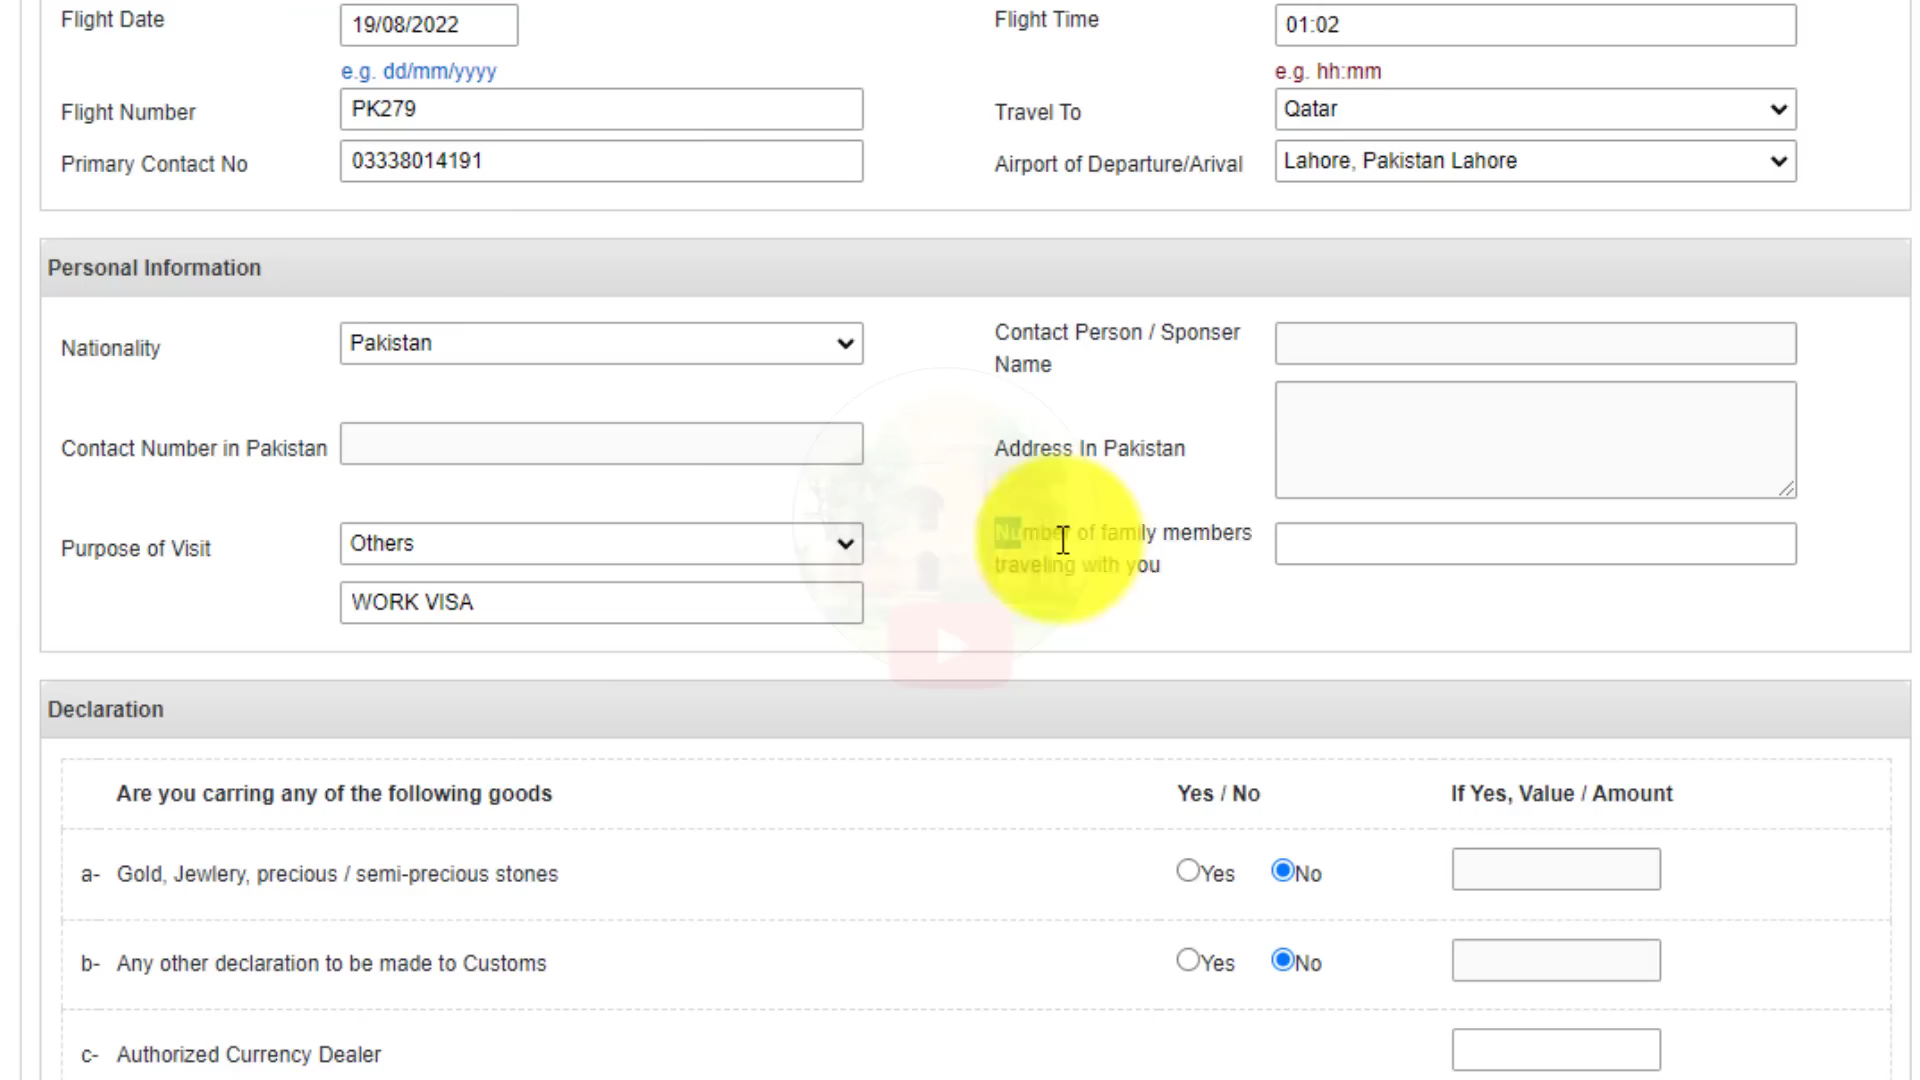 Flight Date 19/08/2022 Flight Time 01:02
e.g. dd/mm/yyyy e.g. hh:mm
Flight Number PK279 Travel To Qatar
Primary Contact No 03338014191 Airport of Departure/Arival Lahore, Pakistan Lahore
Personal Information
Nationality Pakistan Contact Person / Sponser
Name
Contact Number in Pakistan Address In Pakistan
Purpose of Visit Others Number of family members
traveling with you
WORK VISA
Declaration
Are you carring any of the following goods Yes / No If Yes, Value / Amount
a- Gold, Jewlery, precious / semi-precious stones Yes No
b- Any other declaration to be made to Customs Yes No
c- Authorized Currency Dealer